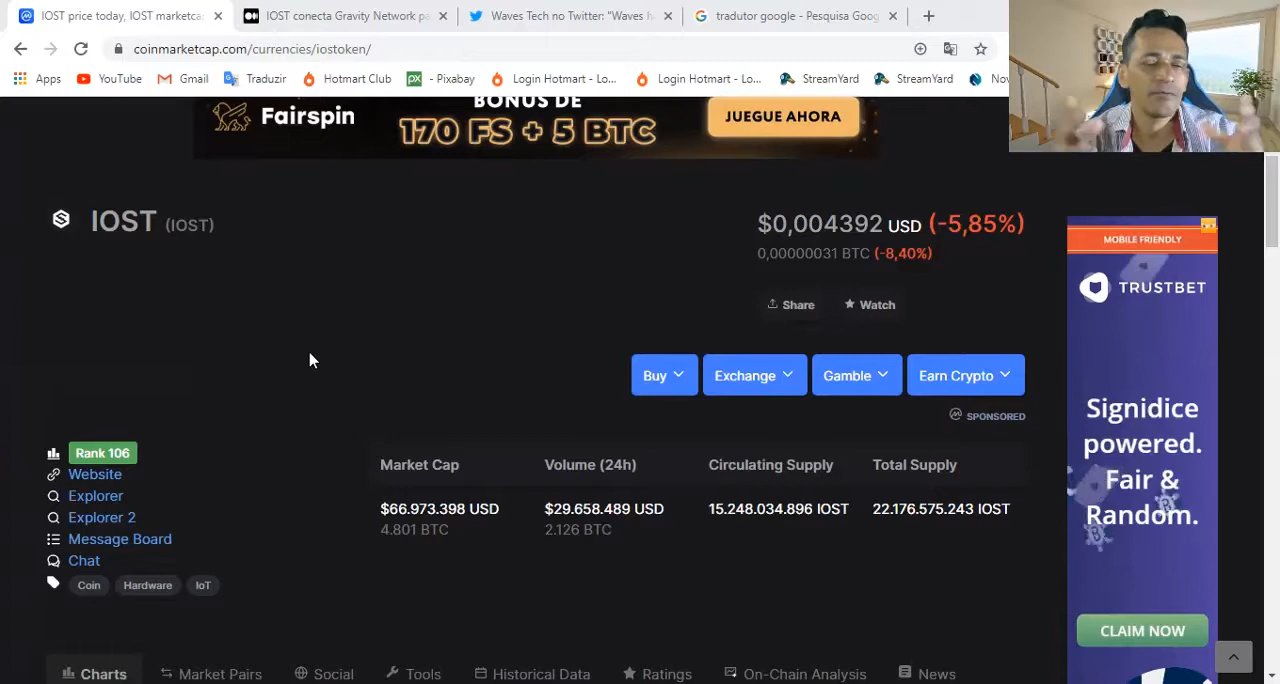 IOST price today, IOST marketca
IOST conecta Gravity Network pa
Waves Tech no Twitter: "Waves h
tradutor google - Pesquisa Goog
coinmarketcap.com/currencies/iostoken/
Apps
YouTube
Gmail
Traduzir
Hotmart Club
- Pixabay
Login Hotmart - Lo...
Login Hotmart - Lo...
StreamYard
StreamYard
Nov
Fairspin
BONUS DE
170 FS + 5 BTC
JUEGUE AHORA
IOST (IOST)
$0,004392 USD (-5,85%)
0,00000031 BTC (-8,40%)
Share
Watch
Buy
Exchange
Gamble
Earn Crypto
SPONSORED
Rank 106
Website
Explorer
Explorer 2
Message Board
Chat
Coin
Hardware
IoT
Market Cap
Volume (24h)
Circulating Supply
Total Supply
$66.973.398 USD
$29.658.489 USD
15.248.034.896 IOST
22.176.575.243 IOST
4.801 BTC
2.126 BTC
MOBILE FRIENDLY
TRUSTBET
Signidice
powered.
Fair &
Random.
CLAIM NOW
Charts
Market Pairs
Social
Tools
Historical Data
Ratings
On-Chain Analysis
News